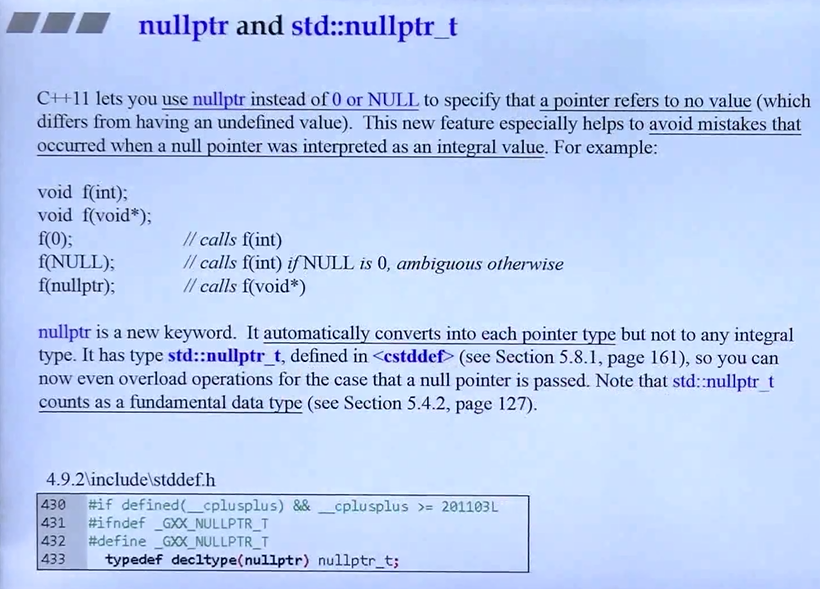 nullptr and std::nullptr_t
C++11 lets you use nullptr instead of 0 or NULL to specify that a pointer refers to no value (which
differs from having an undefined value). This new feature especially helps to avoid mistakes that
occurred when a null pointer was interpreted as an integral value. For example:
void f(int);
void f(void*);
f(0); // calls f(int)
f(NULL); // calls f(int) if NULL is 0, ambiguous otherwise
f(nullptr); // calls f(void*)
nullptr is a new keyword. It automatically converts into each pointer type but not to any integral
type. It has type std::nullptr_t, defined in <cstddef> (see Section 5.8.1, page 161), so you can
now even overload operations for the case that a null pointer is passed. Note that std::nullptr_t
counts as a fundamental data type (see Section 5.4.2, page 127).
4.9.2\include\stddef.h
430 #if defined(__cplusplus) && __cplusplus >= 201103L
431 #ifndef _GXX_NULLPTR_T
432 #define _GXX_NULLPTR_T
433 typedef decltype(nullptr) nullptr_t;